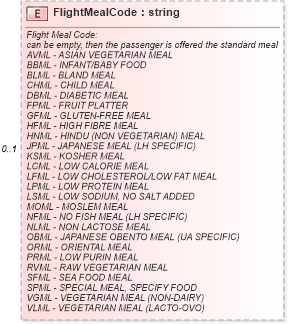 E FlightMealCode : string
Flight Meal Code:
can be empty, then the passenger is offered the standard meal
AVML - ASIAN VEGETARIAN MEAL
BBML - INFANT/BABY FOOD
BLML - BLAND MEAL
CHML - CHILD MEAL
DBML - DIABETIC MEAL
FPML - FRUIT PLATTER
GFML - GLUTEN-FREE MEAL
HFML - HIGH FIBRE MEAL
HNML - HINDU (NON VEGETARIAN) MEAL
JPML - JAPANESE MEAL (LH SPECIFIC)
0..1
KSML - KOSHER MEAL
LCML - LOW CALORIE MEAL
LFML - LOW CHOLESTEROL/LOW FAT MEAL
LPML - LOW PROTEIN MEAL
LSML - LOW SODIUM, NO SALT ADDED
MOML - MOSLEM MEAL
NFML - NO FISH MEAL (LH SPECIFIC)
NLML - NON LACTOSE MEAL
OBML - JAPANESE OBENTO MEAL (UA SPECIFIC)
ORML - ORIENTAL MEAL
PRML - LOW PURIN MEAL
RVML - RAW VEGETARIAN MEAL
SFML - SEA FOOD MEAL
SPML - SPECIAL MEAL, SPECIFY FOOD
VGML - VEGETARIAN MEAL (NON-DAIRY)
VLML - VEGETARIAN MEAL (LACTO-OVO)